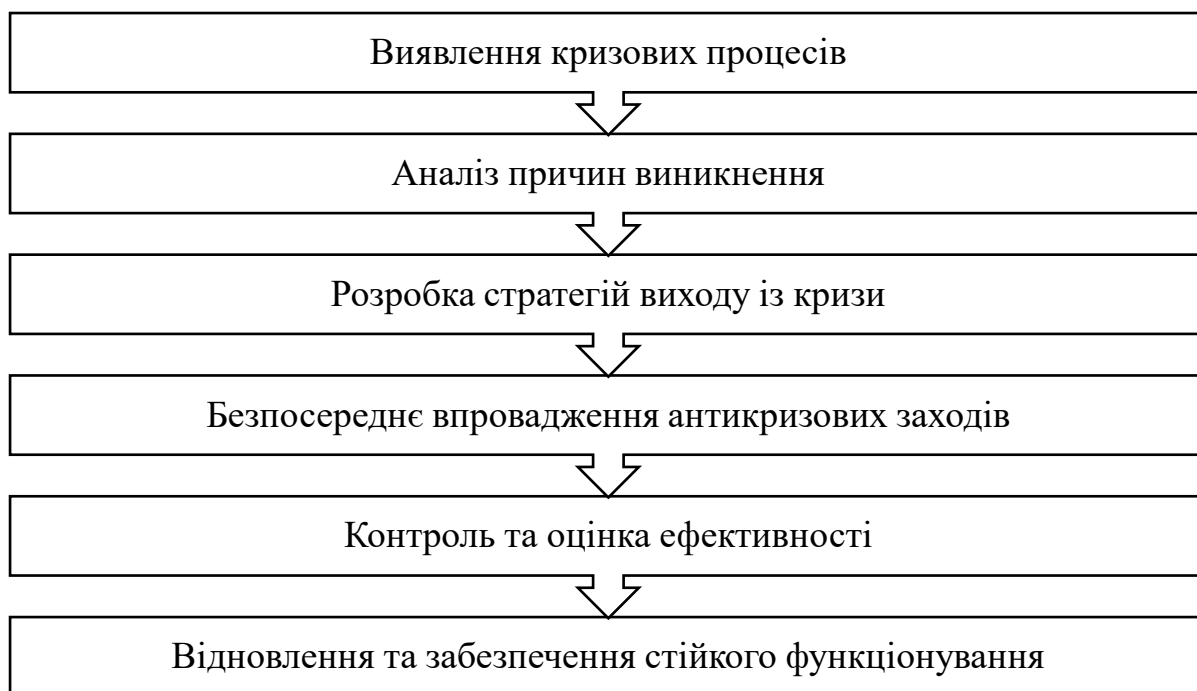 Виявлення кризових процесів
Аналіз причин виникнення
Розробка стратегій виходу із кризи
Безпосереднє впровадження антикризових заходів
Контроль та оцінка ефективності
Відновлення та забезпечення стійкого функціонування